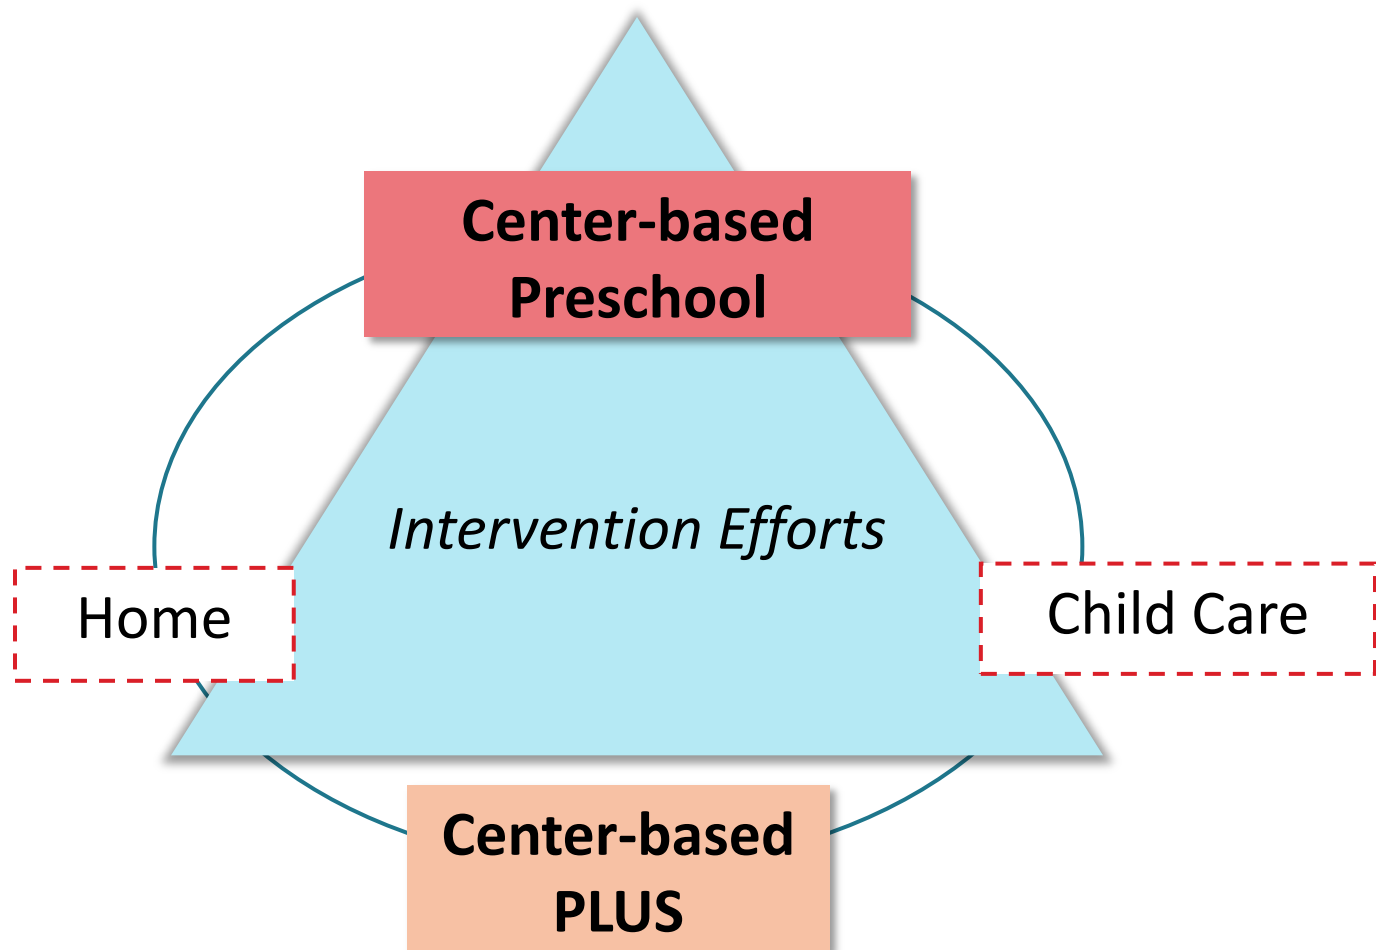 Center-based
Preschool
Intervention Efforts
Home
Child Care
Center-based
PLUS